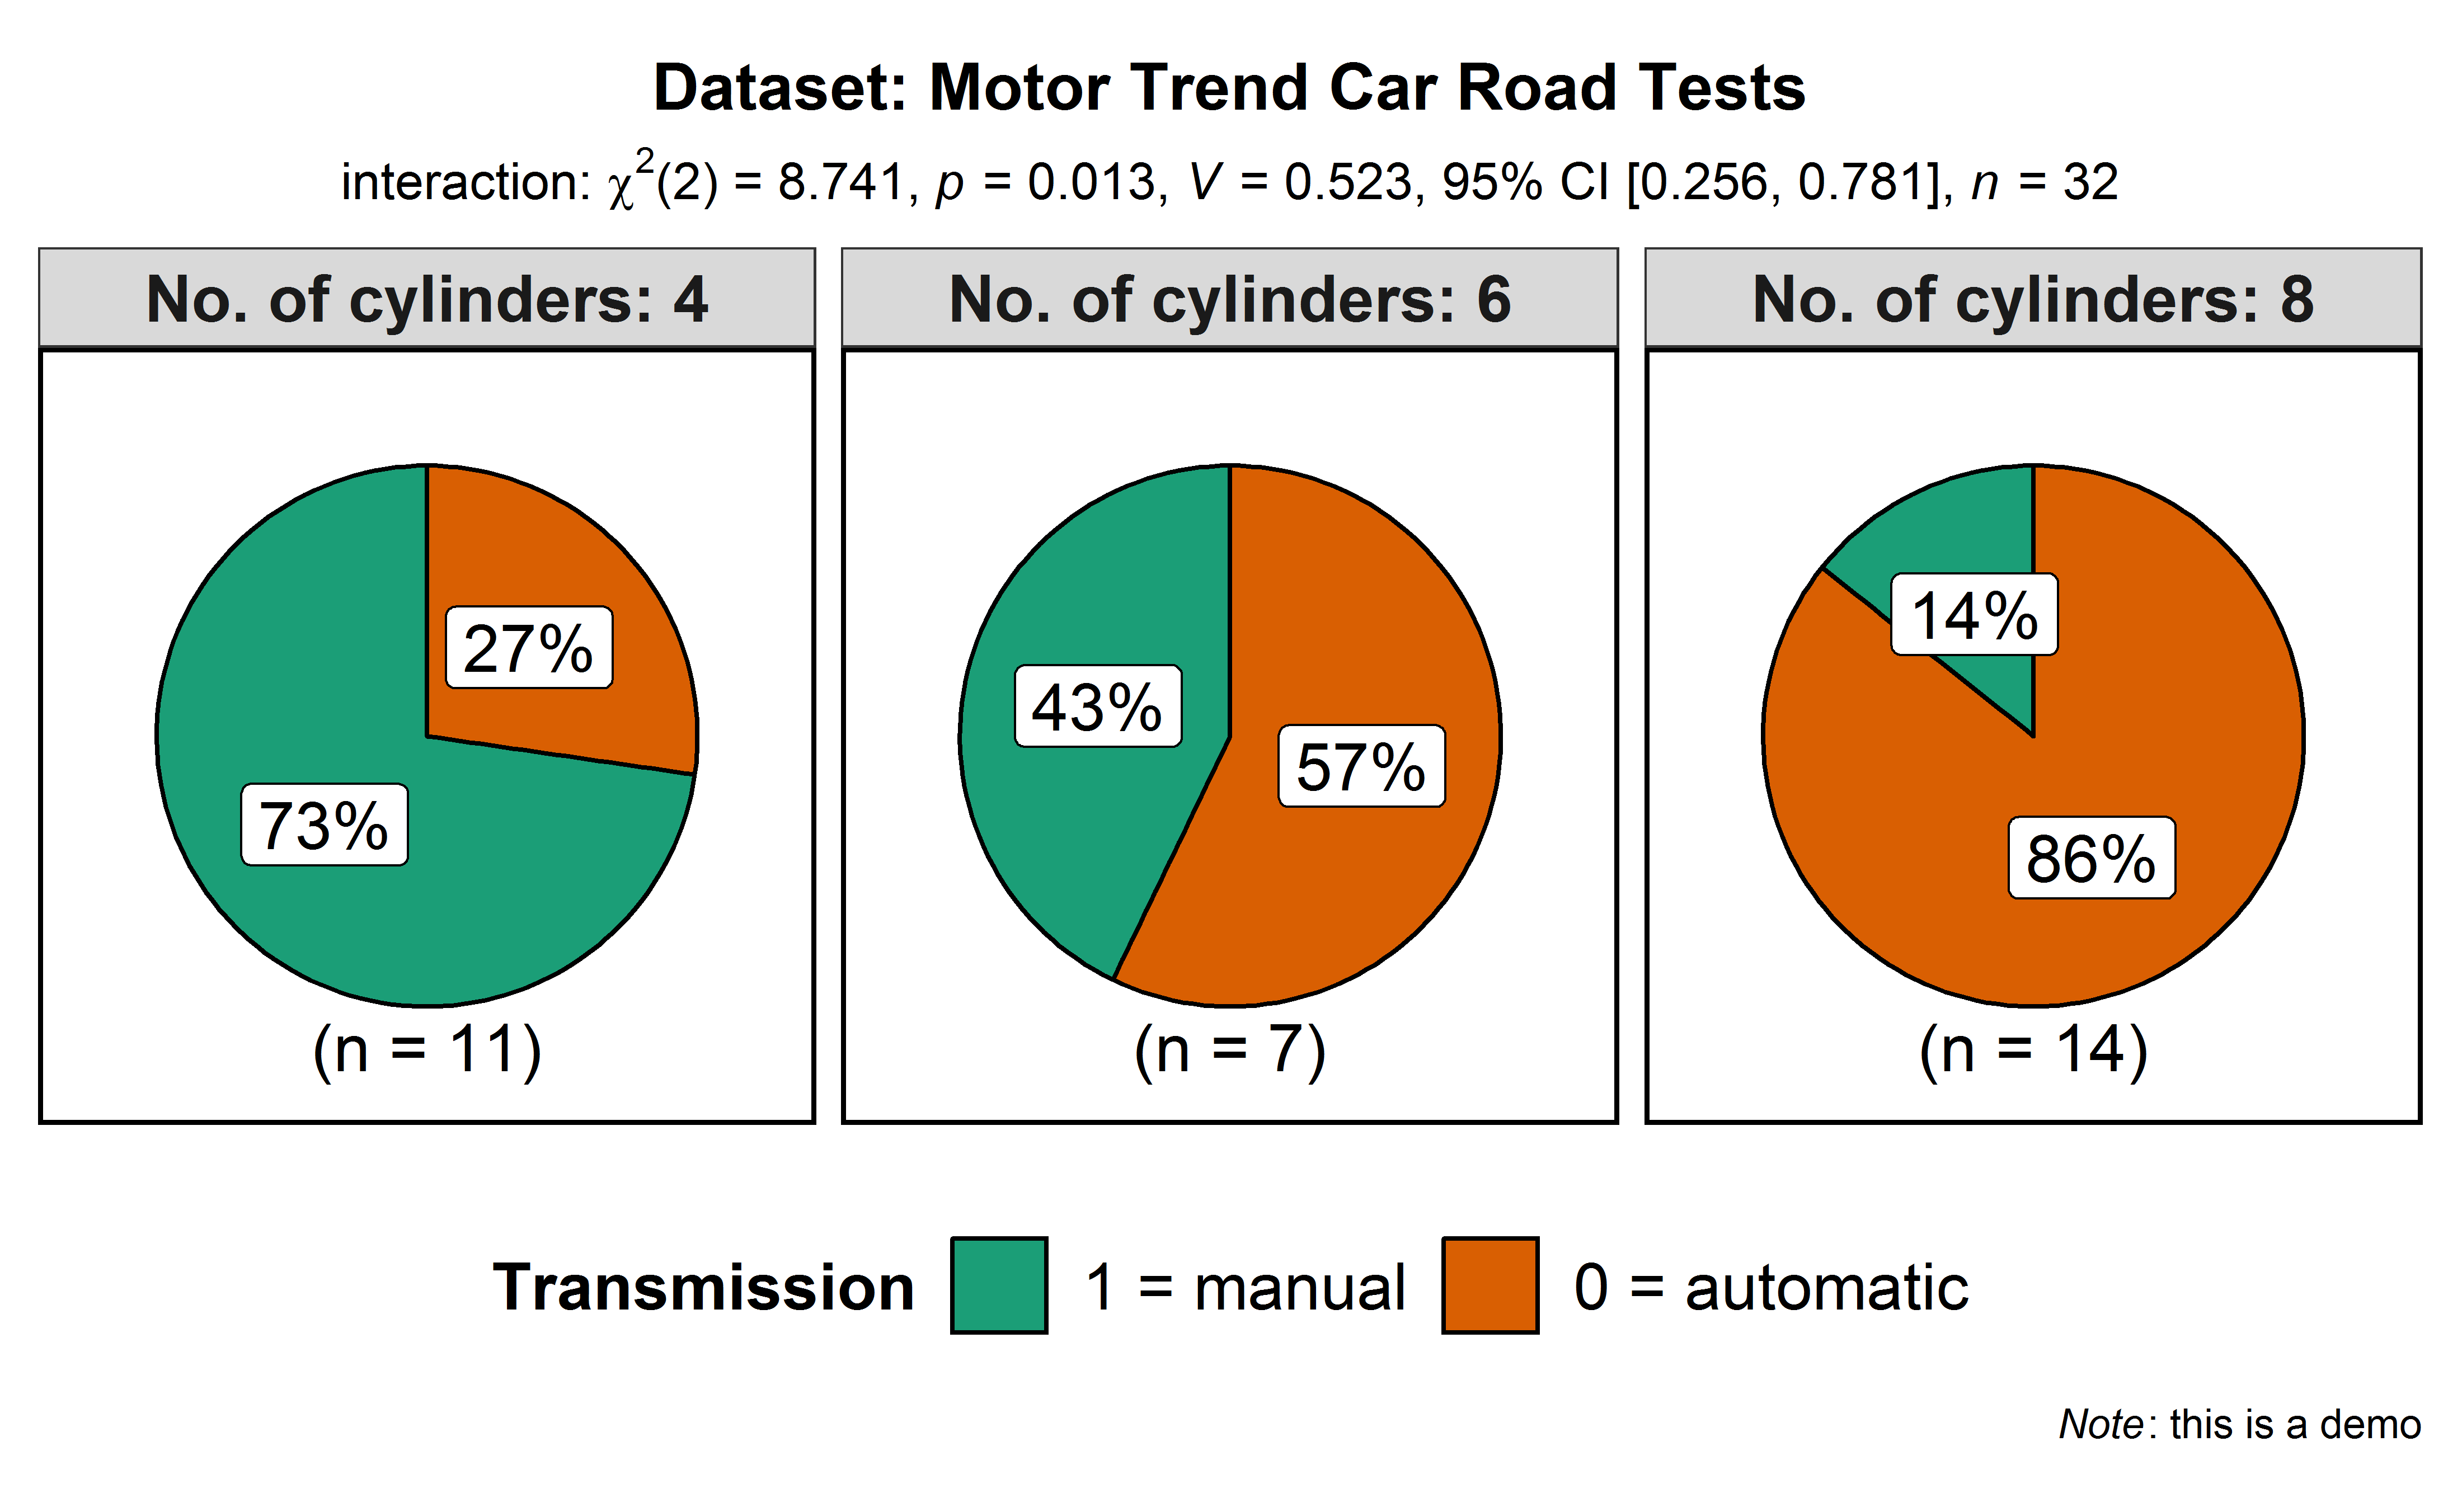 Dataset: Motor Trend Car Road Tests
interaction: χ²(2) = 8.741, p = 0.013, V = 0.523, 95% CI [0.256, 0.781], n = 32
No. of cylinders: 4
No. of cylinders: 6
No. of cylinders: 8
27%
73%
(n = 11)
43%
57%
(n = 7)
14%
86%
(n = 14)
Transmission 1 = manual 0 = automatic
Note: this is a demo